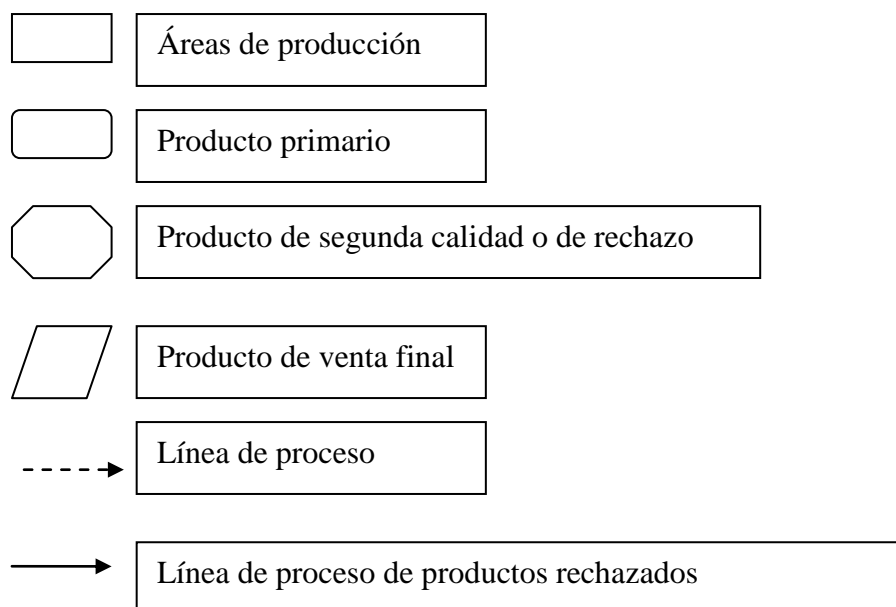 Áreas de producción
Producto primario
Producto de segunda calidad o de rechazo
Producto de venta final
Línea de proceso
Línea de proceso de productos rechazados